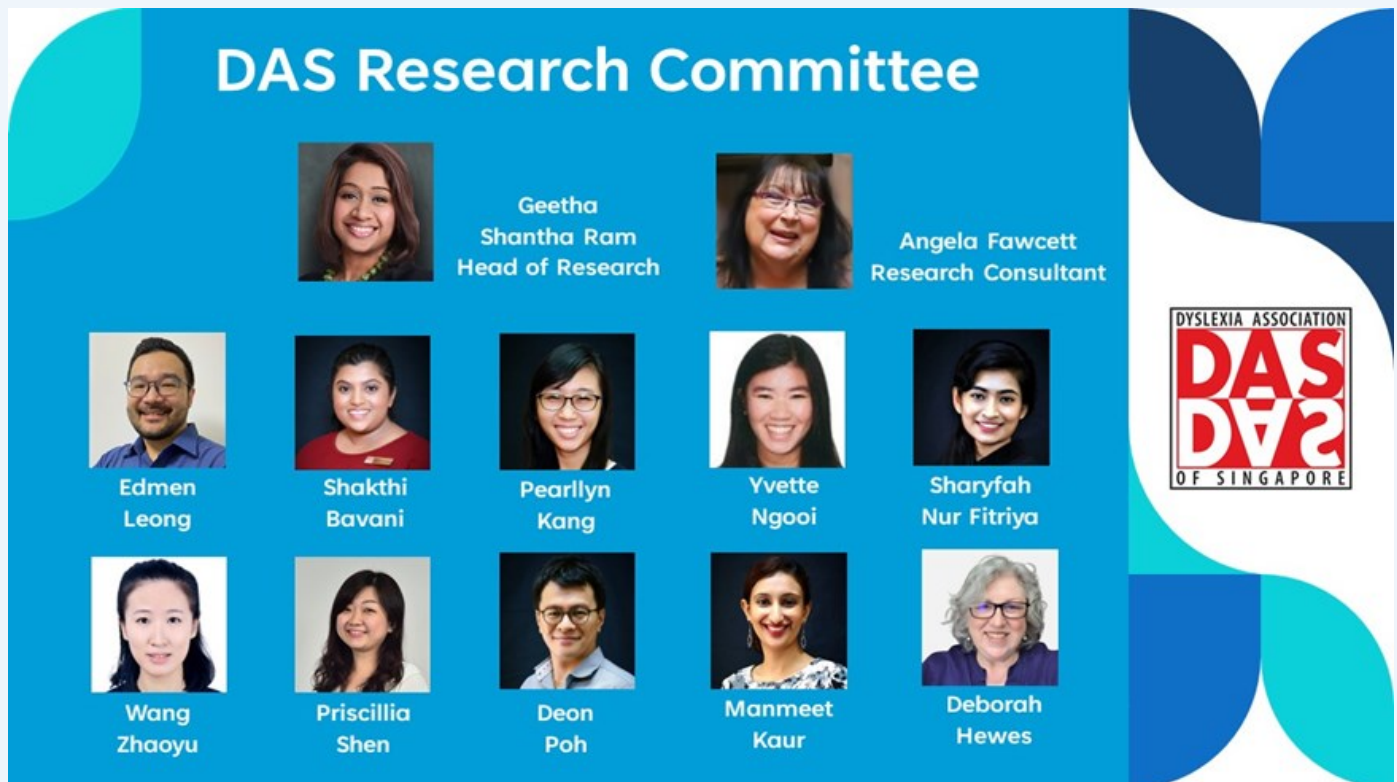 DAS Research Committee
Geetha
Shantha Ram
Head of Research
Angela Fawcett
Research Consultant
Edmen
Leong
Shakthi
Bavani
Pearllyn
Kang
Yvette
Ngooi
Sharyfah
Nur Fitriya
Wang
Zhaoyu
Priscillia
Shen
Deon
Poh
Manmeet
Kaur
Deborah
Hewes
DYSLEXIA ASSOCIATION
DAS
DAS
OF SINGAPORE